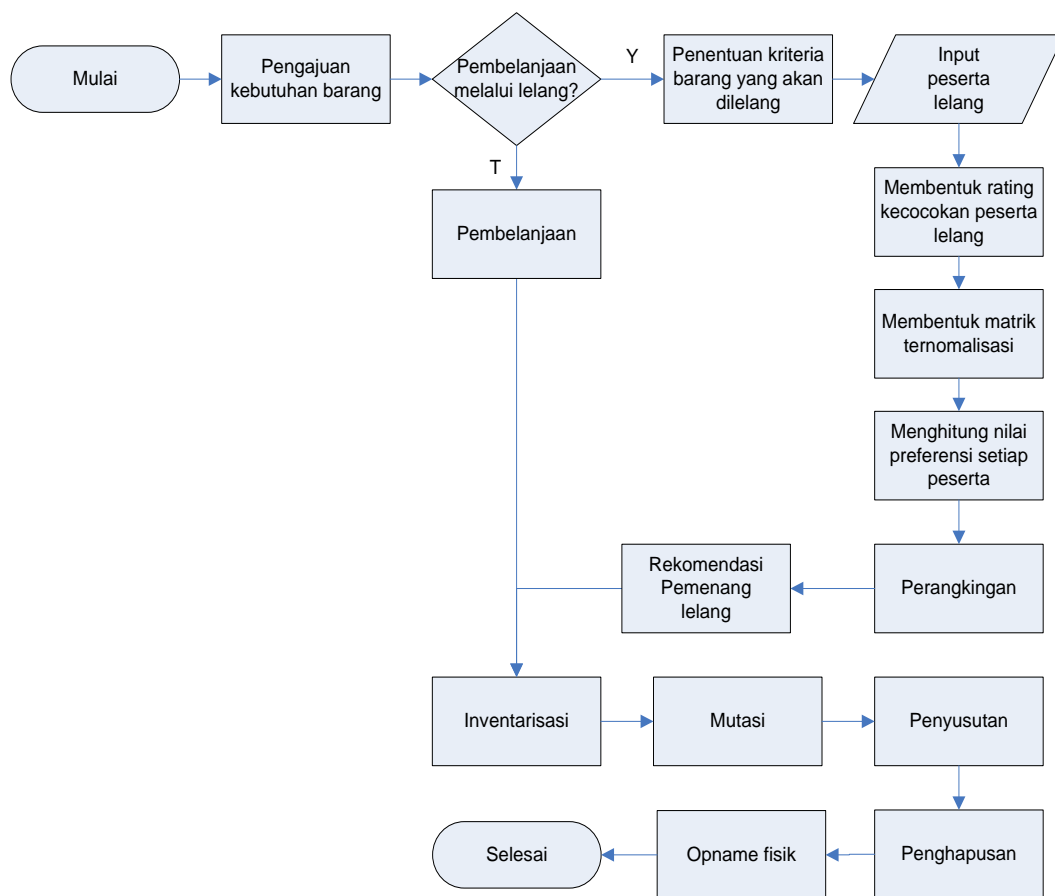 Mulai
Pengajuan
kebutuhan barang
Pembelanjaan
melalui lelang?
Y
Penentuan kriteria
barang yang akan
dilelang
Input
peserta
lelang
T
Pembelanjaan
Membentuk rating
kecocokan peserta
lelang
Membentuk matrik
ternomalisasi
Menghitung nilai
preferensi setiap
peserta
Rekomendasi
Pemenang
lelang
Perangkingan
Inventarisasi
Mutasi
Penyusutan
Selesai
Opname fisik
Penghapusan